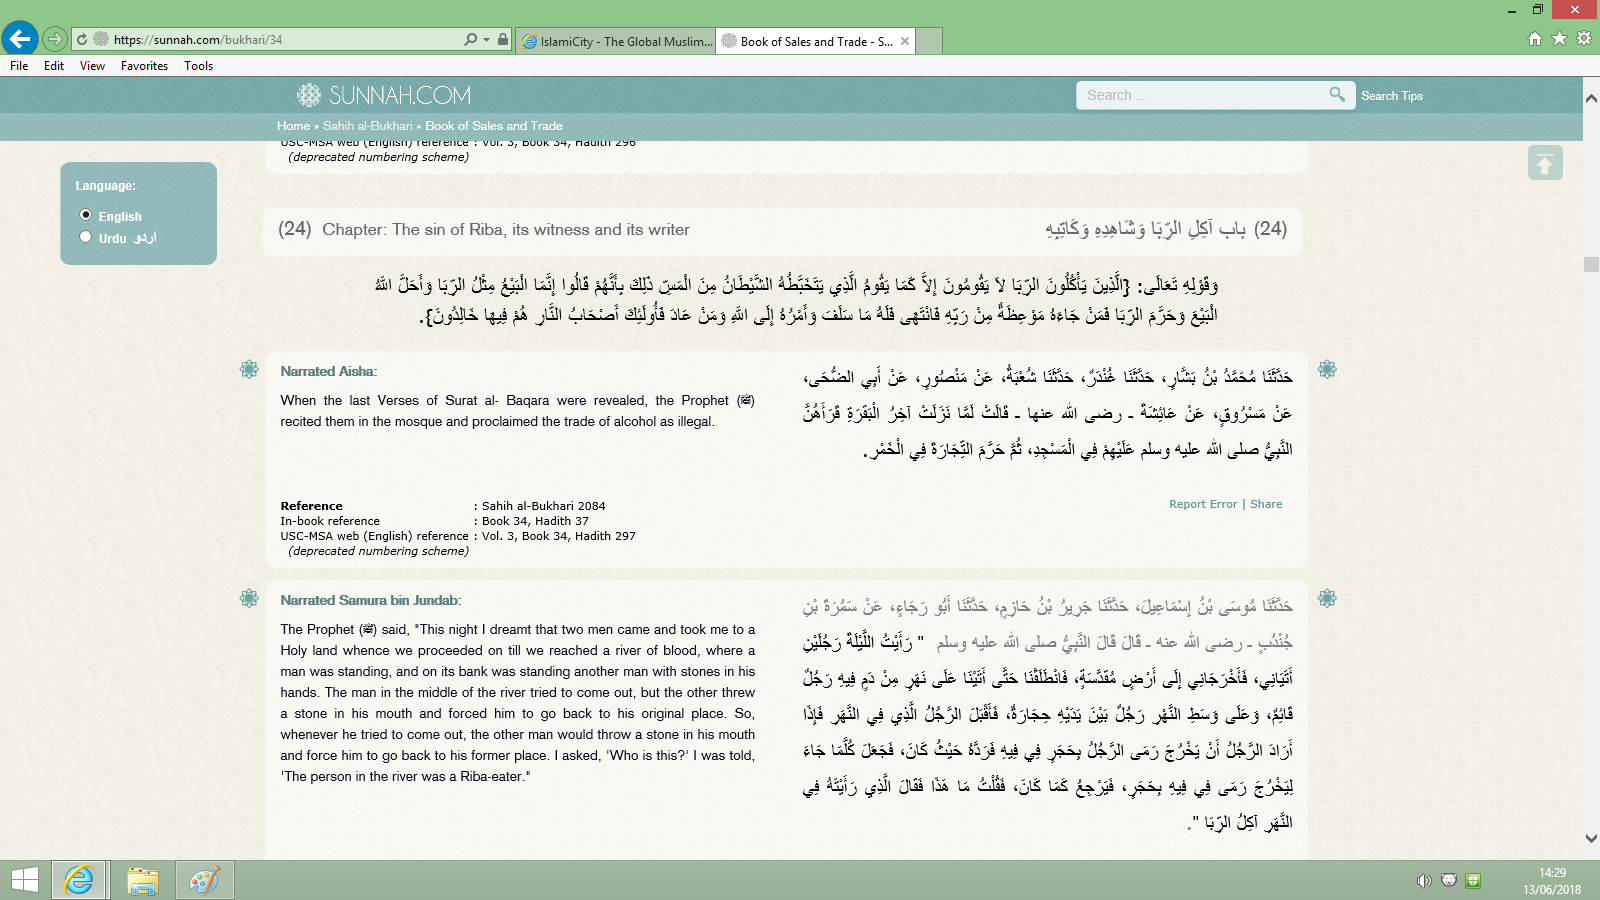 https://sunnah.com/bukhari/34
IslamiCity - The Global Muslim...
Book of Sales and Trade - S...
File Edit View Favorites Tools
SUNNAH.COM
Search ...
Search Tips
Home » Sahih al-Bukhari » Book of Sales and Trade
USC-MSA web (English) reference : Vol. 3, Book 34, Hadith 296
(deprecated numbering scheme)
Language:
English
Urdu اردو
(24) Chapter: The sin of Riba, its witness and its writer
(24) باب آكِلِ الرِّبَا وَشَاهِدِهِ وَكَاتِبِهِ
وَقَوْلِهِ تَعَالَى: {الَّذِينَ يَأْكُلُونَ الرِّبَا لاَ يَقُومُونَ إِلاَّ كَمَا يَقُومُ الَّذِي يَتَخَبَّطُهُ الشَّيْطَانُ مِنَ الْمَسِّ ذَلِكَ بِأَنَّهُمْ قَالُوا إِنَّمَا الْبَيْعُ مِثْلُ الرِّبَا وَأَحَلَّ اللَّهُ
الْبَيْعَ وَحَرَّمَ الرِّبَا فَمَنْ جَاءَهُ مَوْعِظَةٌ مِنْ رَبِّهِ فَانْتَهَى فَلَهُ مَا سَلَفَ وَأَمْرُهُ إِلَى اللَّهِ وَمَنْ عَادَ فَأُولَئِكَ أَصْحَابُ النَّارِ هُمْ فِيهَا خَالِدُونَ}.
Narrated Aisha:
When the last Verses of Surat al- Baqara were revealed, the Prophet (ﷺ)
recited them in the mosque and proclaimed the trade of alcohol as illegal.
حَدَّثَنَا مُحَمَّدُ بْنُ بَشَّارٍ، حَدَّثَنَا غُنْدَرٌ، حَدَّثَنَا شُعْبَةُ، عَنْ مَنْصُورٍ، عَنْ أَبِي الضُّحَى،
عَنْ مَسْرُوقٍ، عَنْ عَائِشَةَ ـ رضى الله عنها ـ قَالَتْ لَمَّا نَزَلَتْ آخِرُ الْبَقَرَةِ قَرَأَهُنَّ
النَّبِيُّ صلى الله عليه وسلم عَلَيْهِمْ فِي الْمَسْجِدِ، ثُمَّ حَرَّمَ التِّجَارَةَ فِي الْخَمْرِ.
Reference : Sahih al-Bukhari 2084
In-book reference : Book 34, Hadith 37
USC-MSA web (English) reference : Vol. 3, Book 34, Hadith 297
(deprecated numbering scheme)
Report Error | Share
Narrated Samura bin Jundab:
The Prophet (ﷺ) said, "This night I dreamt that two men came and took me to a
Holy land whence we proceeded on till we reached a river of blood, where a
man was standing, and on its bank was standing another man with stones in his
hands. The man in the middle of the river tried to come out, but the other threw
a stone in his mouth and forced him to go back to his original place. So,
whenever he tried to come out, the other man would throw a stone in his mouth
and force him to go back to his former place. I asked, 'Who is this?' I was told,
'The person in the river was a Riba-eater."
حَدَّثَنَا مُوسَى بْنُ إِسْمَاعِيلَ، حَدَّثَنَا جَرِيرُ بْنُ حَازِمٍ، حَدَّثَنَا أَبُو رَجَاءٍ، عَنْ سَمُرَةَ بْنِ
جُنْدُبٍ ـ رضى الله عنه ـ قَالَ قَالَ النَّبِيُّ صلى الله عليه وسلم " رَأَيْتُ اللَّيْلَةَ رَجُلَيْنِ
أَتَيَانِي، فَأَخْرَجَانِي إِلَى أَرْضٍ مُقَدَّسَةٍ، فَانْطَلَقْنَا حَتَّى أَتَيْنَا عَلَى نَهَرٍ مِنْ دَمٍ فِيهِ رَجُلٌ
قَائِمٌ، وَعَلَى وَسَطِ النَّهْرِ رَجُلٌ بَيْنَ يَدَيْهِ حِجَارَةٌ، فَأَقْبَلَ الرَّجُلُ الَّذِي فِي النَّهَرِ فَإِذَا
أَرَادَ الرَّجُلُ أَنْ يَخْرُجَ رَمَى الرَّجُلُ بِحَجَرٍ فِي فِيهِ فَرَدَّهُ حَيْثُ كَانَ، فَجَعَلَ كُلَّمَا جَاءَ
لِيَخْرُجَ رَمَى فِي فِيهِ بِحَجَرٍ، فَيَرْجِعُ كَمَا كَانَ، فَقُلْتُ مَا هَذَا فَقَالَ الَّذِي رَأَيْتَهُ فِي
النَّهَرِ آكِلُ الرِّبَا ".
14:29
13/06/2018